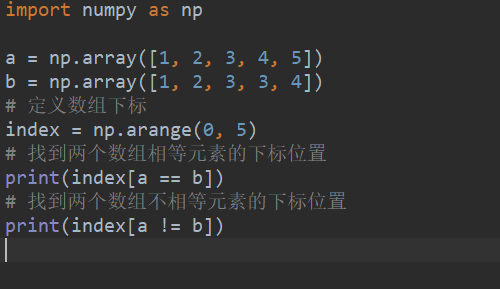 import numpy as np
a = np.array([1, 2, 3, 4, 5])
b = np.array([1, 2, 3, 3, 4])
# 定义数组下标
index = np.arange(0, 5)
# 找到两个数组相等元素的下标位置
print(index[a == b])
# 找到两个数组不相等元素的下标位置
print(index[a != b])